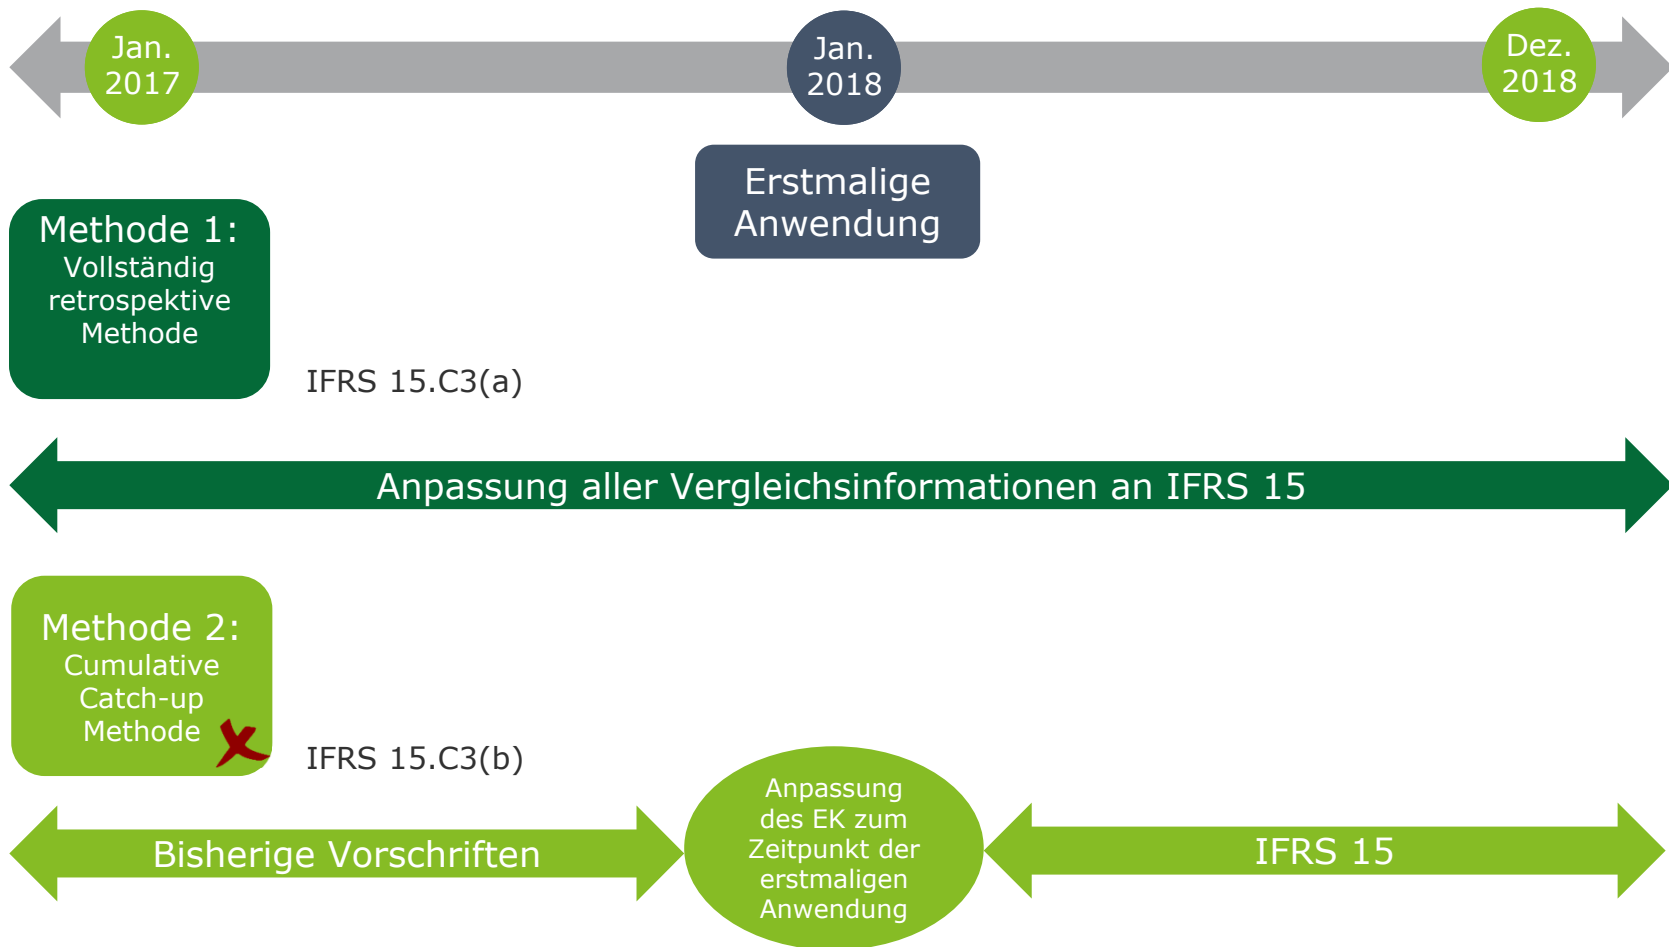 Jan.
2017
Jan.
2018
Dez.
2018
Erstmalige
Anwendung
Methode 1:
Vollständig
retrospektive
Methode
IFRS 15.C3(a)
Anpassung aller Vergleichsinformationen an IFRS 15
Methode 2:
Cumulative
Catch-up
Methode
IFRS 15.C3(b)
Bisherige Vorschriften
Anpassung
des EK zum
Zeitpunkt der
erstmaligen
Anwendung
IFRS 15